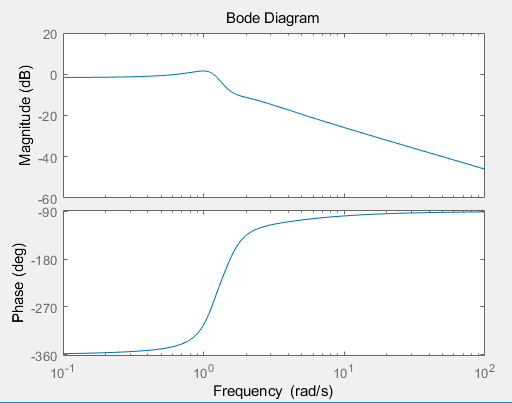 Bode Diagram
20
0
-20
-40
-60
Magnitude (dB)
-90
-180
-270
-360
Phase (deg)
10^-1 10^0 10^1 10^2
Frequency (rad/s)